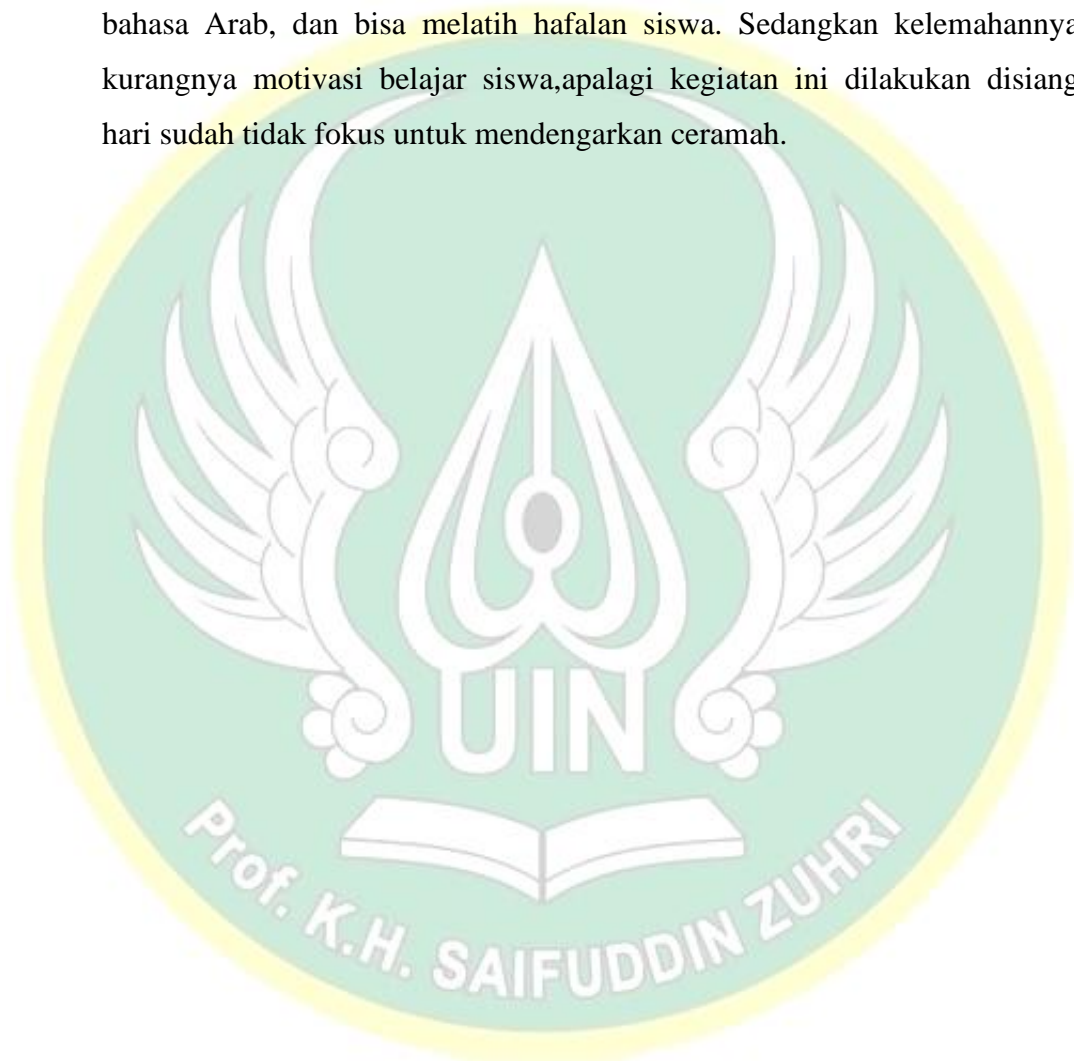 bahasa Arab, dan bisa melatih hafalan siswa. Sedangkan kelemahannya
kurangnya motivasi belajar siswa,apalagi kegiatan ini dilakukan disiang
hari sudah tidak fokus untuk mendengarkan ceramah.
UIN
Prof. K.H. SAIFUDDIN ZUHRI